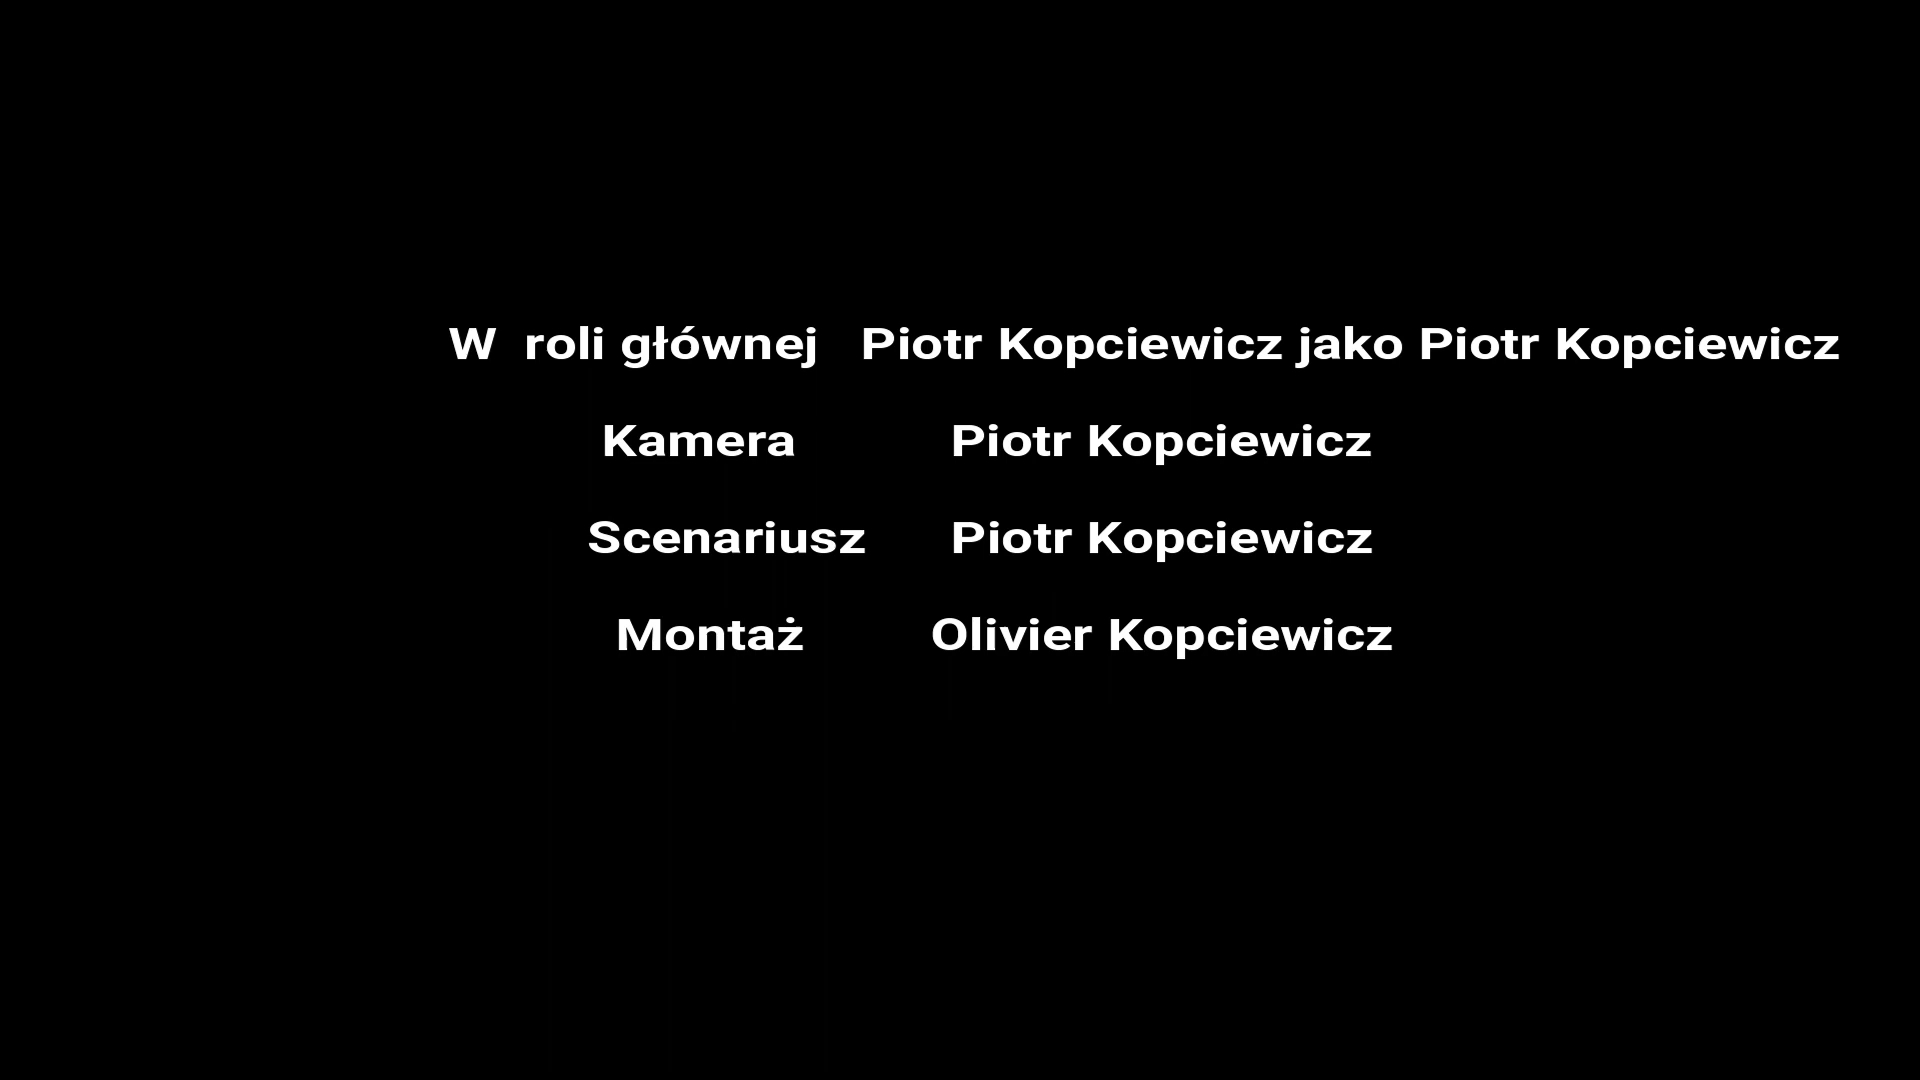 W roli głównej Piotr Kopciewicz jako Piotr Kopciewicz
Kamera Piotr Kopciewicz
Scenariusz Piotr Kopciewicz
Montaż Olivier Kopciewicz